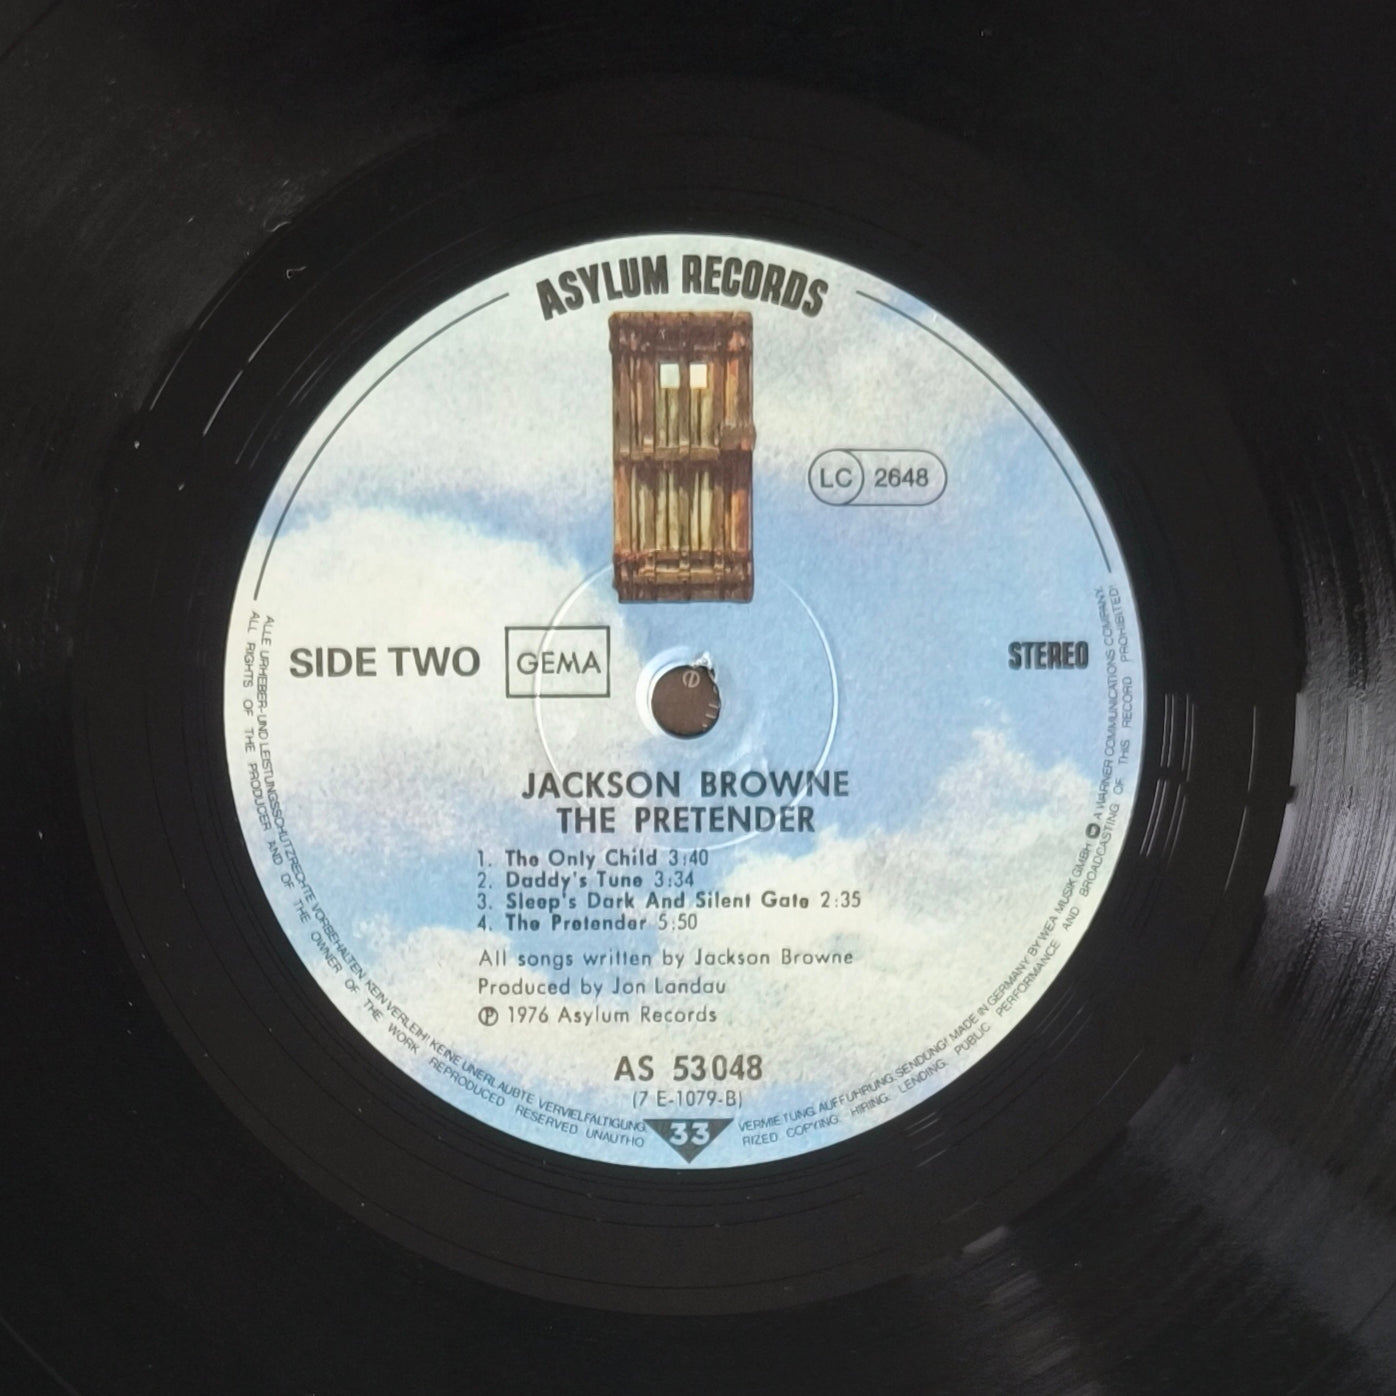 ASYLUM RECORDS
LC 2648
SIDE TWO
GEMA
STEREO
JACKSON BROWNE
THE PRETENDER
1. The Only Child 3:40
2. Daddy's Tune 3:34
3. Sleep's Dark And Silent Gate 2:35
4. The Pretender 5:50
All songs written by Jackson Browne
Produced by Jon Landau
℗ 1976 Asylum Records
AS 53048
(7 E-1079-B)
33
ALLE URHEBER- UND LEISTUNGSSCHUTZRECHTE VORBEHALTEN KEIN VERLEIH! KEINE UNERLAUBTE VERVIELFÄLTIGUNG, VERMIETUNG, AUFFÜHRUNG, SENDUNG! MADE IN GERMANY BY WEA MUSIK GMBH A WARNER COMMUNICATIONS COMPANY.
ALL RIGHTS OF THE PRODUCER AND OF THE OWNER OF THE WORK REPRODUCED RESERVED UNAUTHO RIZED COPYING, HIRING, LENDING, PUBLIC PERFORMANCE AND BROADCASTING OF THIS RECORD PROHIBITED!